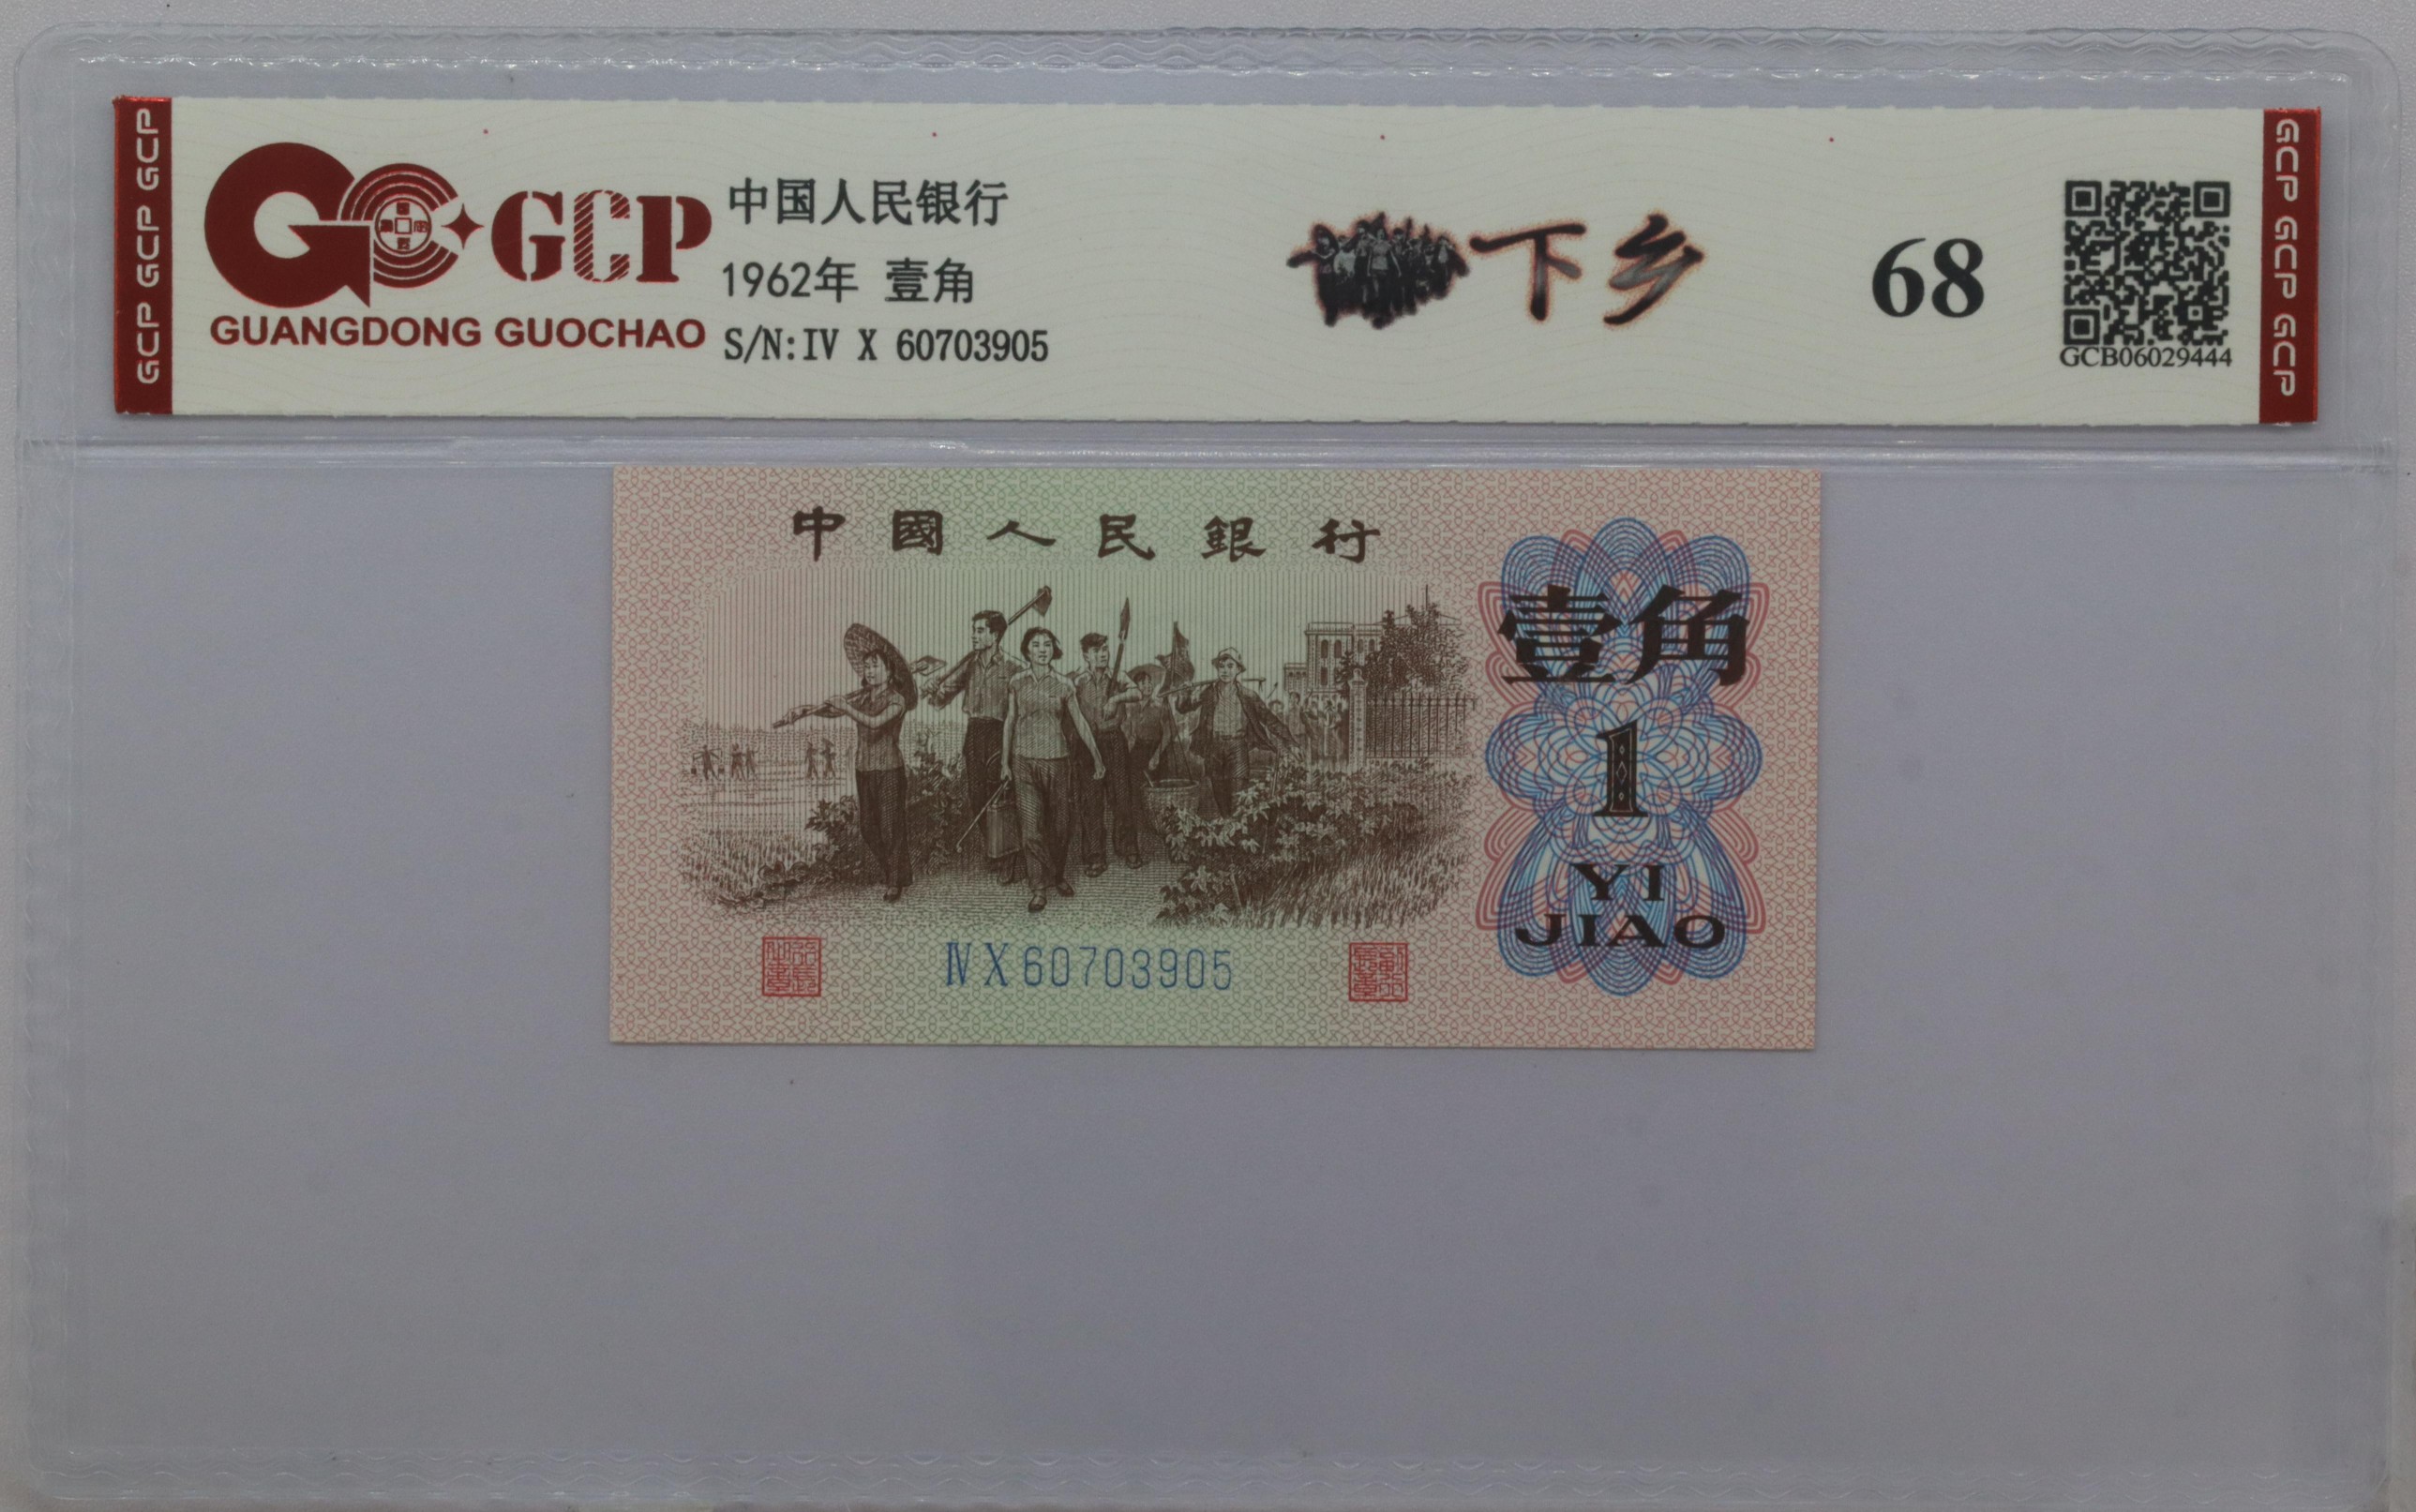 GCP GCP GCP
GCP
GUANGDONG GUOCHAO
中国人民银行
1962年 壹角
S/N:IV X 60703905
下乡
68
GCB06029444
GCP GCP GCP
中國人民銀行
壹角
1
YI
JIAO
Ⅳ X 60703905